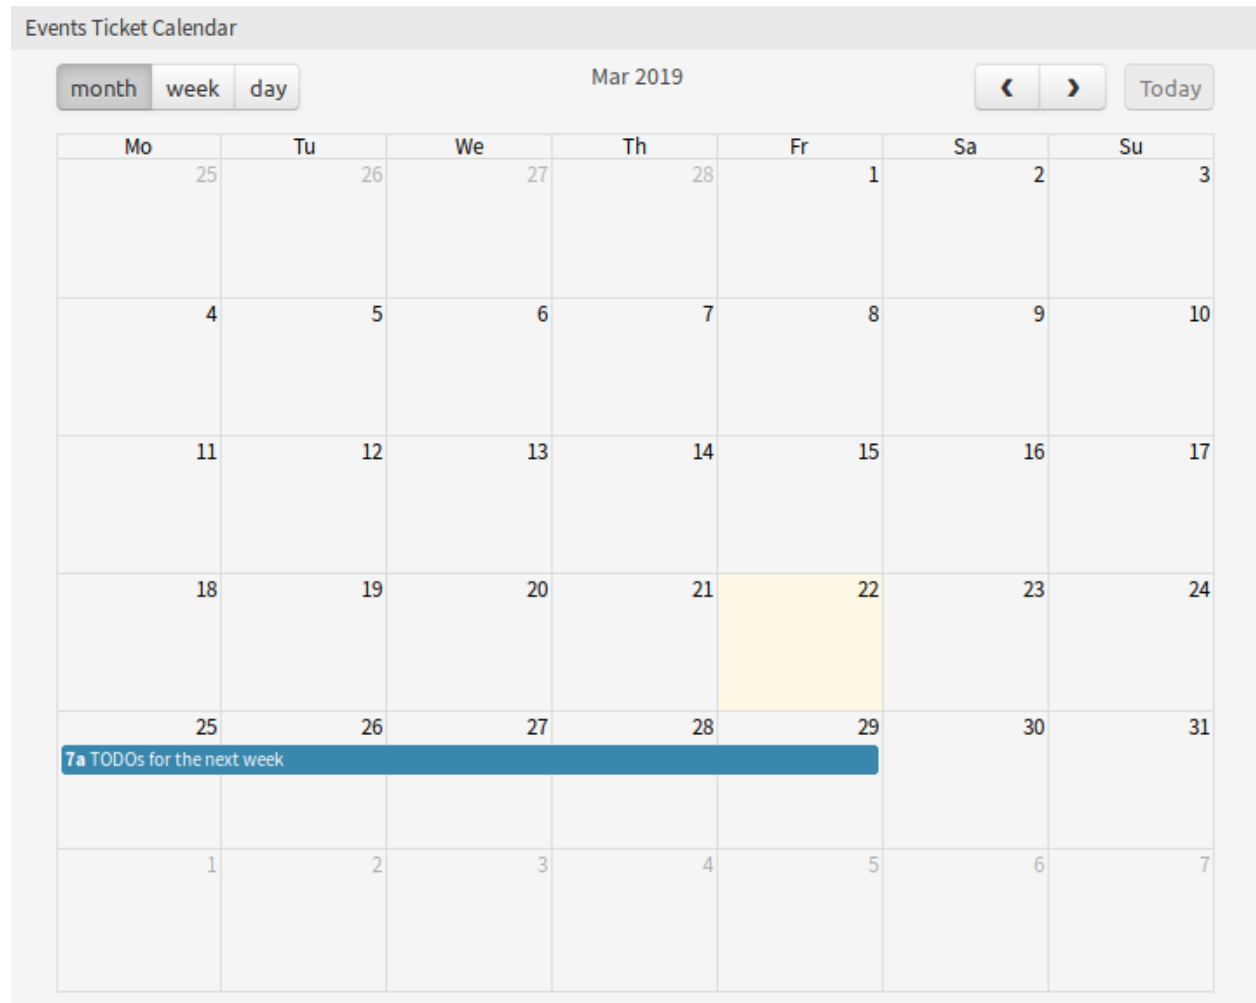 Events Ticket Calendar
month week day Mar 2019 ❮ ❯ Today
Mo Tu We Th Fr Sa Su
25 26 27 28 1 2 3
4 5 6 7 8 9 10
11 12 13 14 15 16 17
18 19 20 21 22 23 24
25 26 27 28 29 30 31
7a TODOs for the next week
1 2 3 4 5 6 7